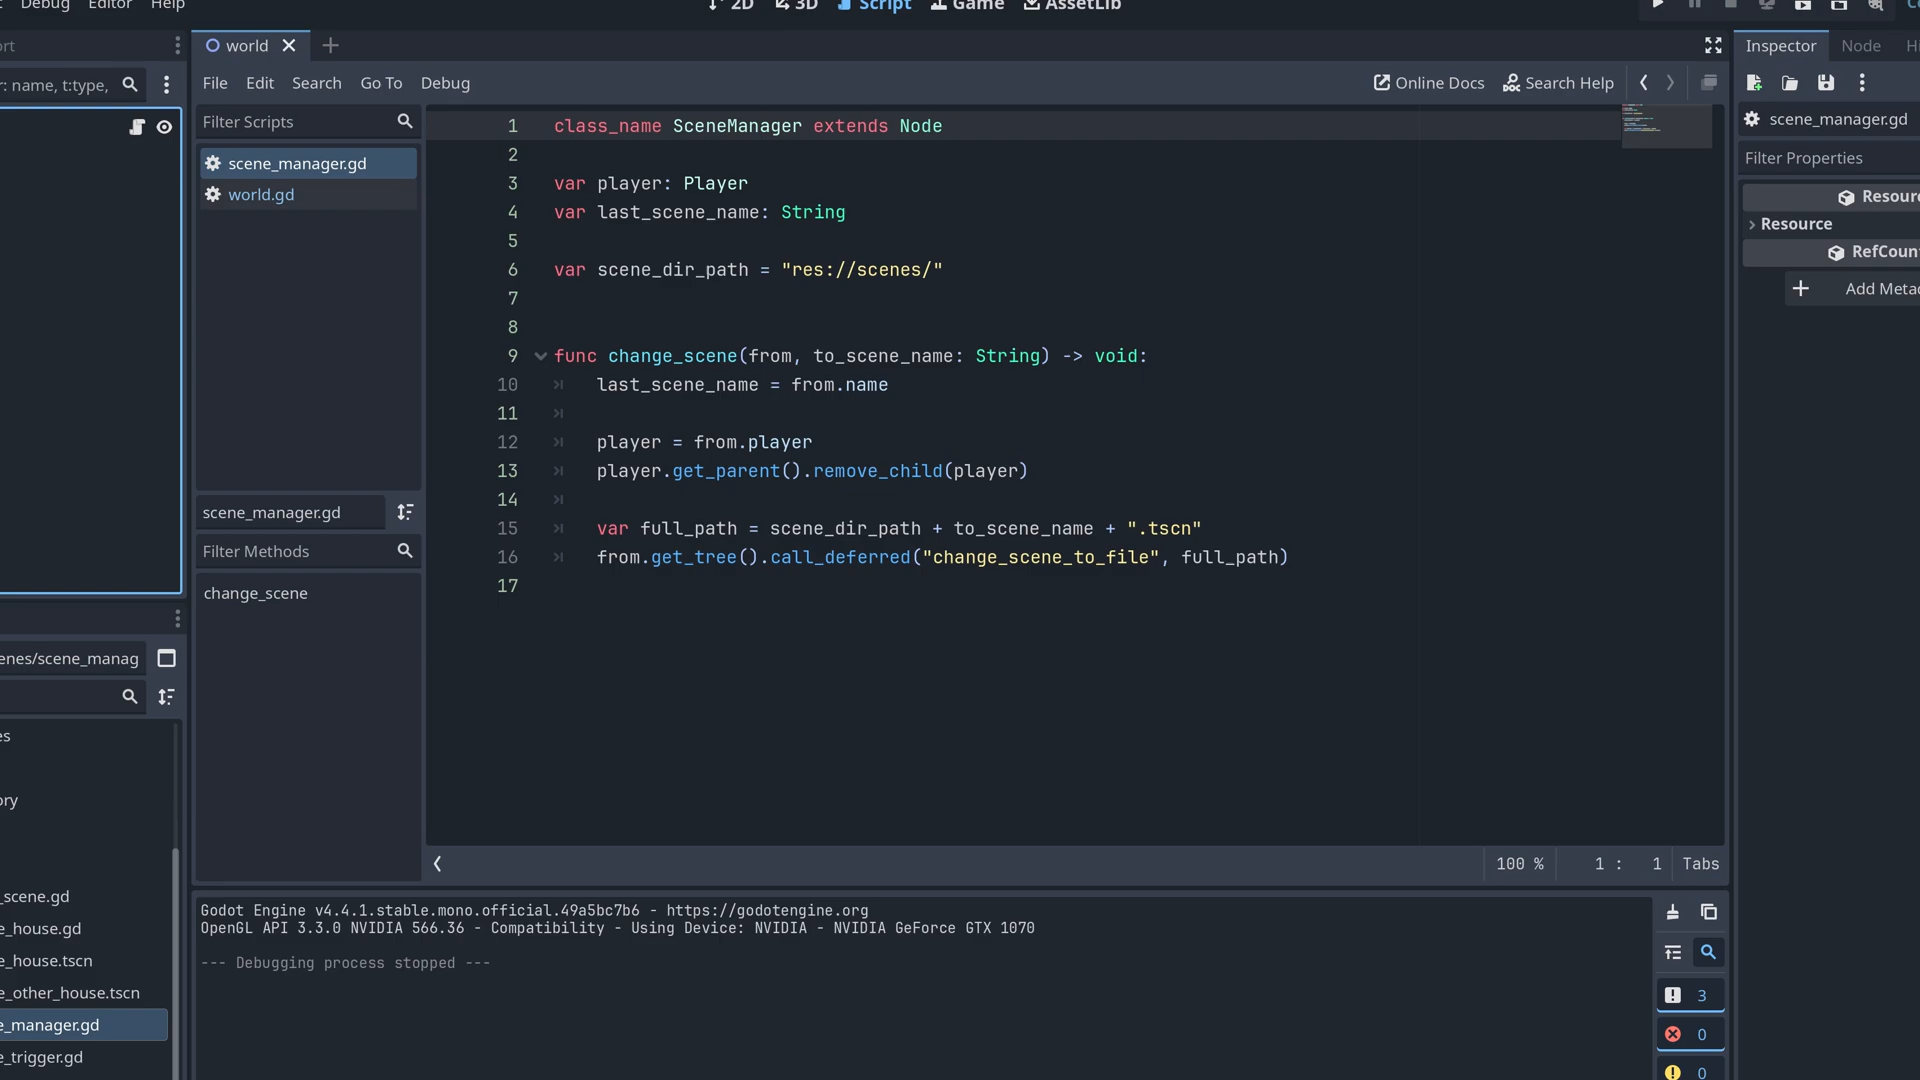 Debug Editor Help 2D 3D Script Game AssetLib
ort world Inspector Node Hi
r: name, t:type, File Edit Search Go To Debug Online Docs Search Help
Filter Scripts
scene_manager.gd
world.gd
scene_manager.gd
Filter Methods
change_scene
1 class_name SceneManager extends Node
2
3 var player: Player
4 var last_scene_name: String
5
6 var scene_dir_path = "res://scenes/"
7
8
9 func change_scene(from, to_scene_name: String) -> void:
10 last_scene_name = from.name
11
12 player = from.player
13 player.get_parent().remove_child(player)
14
15 var full_path = scene_dir_path + to_scene_name + ".tscn"
16 from.get_tree().call_deferred("change_scene_to_file", full_path)
17
100 % 1 : 1 Tabs
scene_manager.gd
Filter Properties
Resour
Resource
RefCoun
Add Meta
enes/scene_manag
es
ory
_scene.gd
e_house.gd
e_house.tscn
e_other_house.tscn
e_manager.gd
e_trigger.gd
Godot Engine v4.4.1.stable.mono.official.49a5bc7b6 - https://godotengine.org
OpenGL API 3.3.0 NVIDIA 566.36 - Compatibility - Using Device: NVIDIA - NVIDIA GeForce GTX 1070
--- Debugging process stopped ---
3
0
0